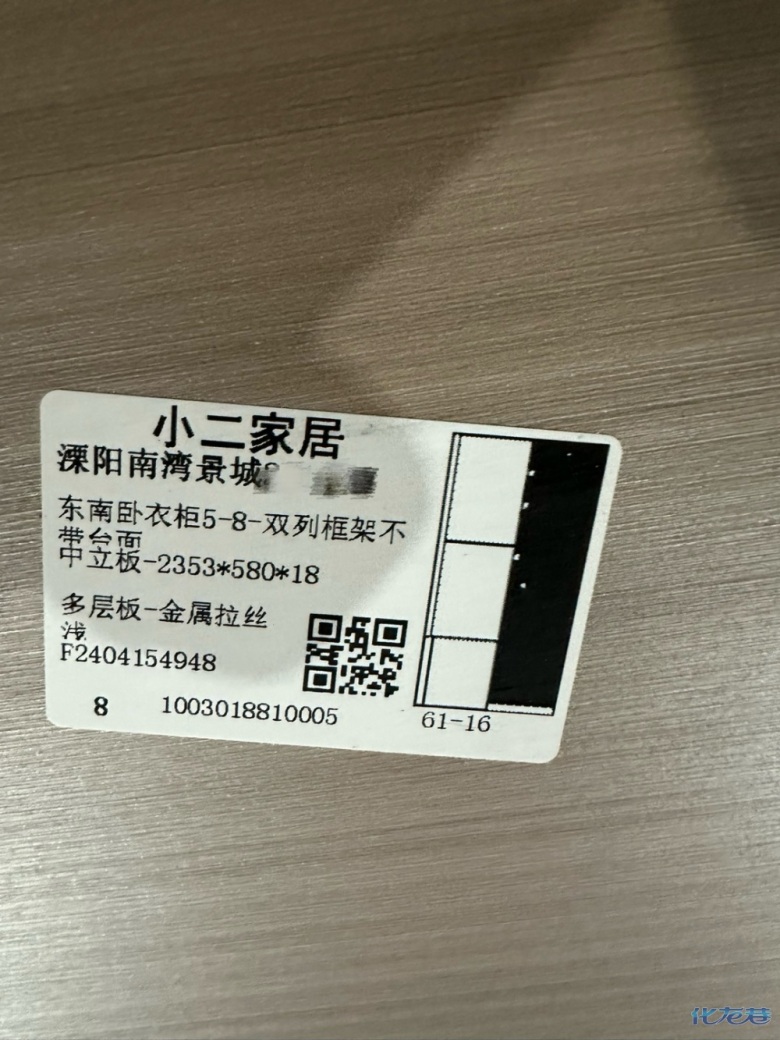 小二家居
溧阳南湾景城
东南卧衣柜5-8-双列框架不
带台面
中立板-2353*580*18
多层板-金属拉丝
浅
F2404154948
8 1003018810005
61-16
化龙巷